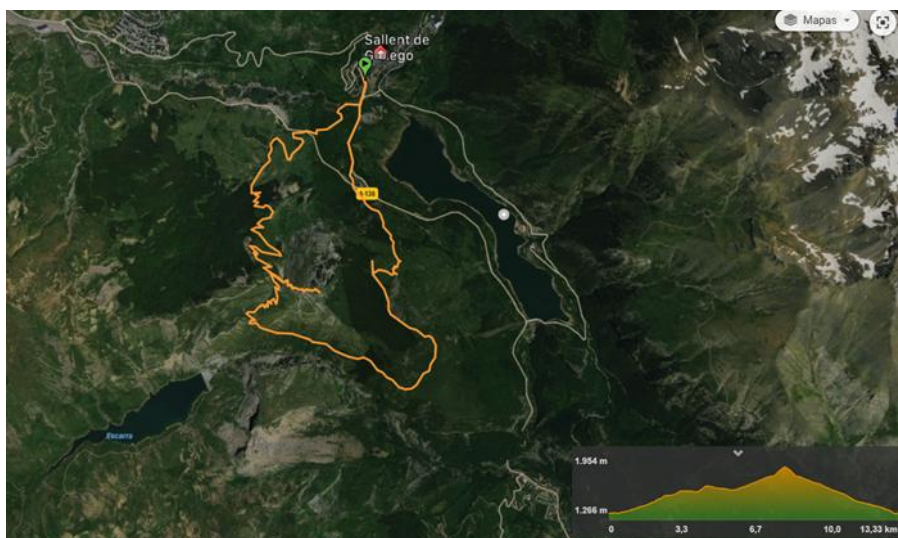 Mapas
Sallent de
Gállego
A-136
Escarra
1.954 m
1.266 m
0
3,3
6,7
10,0
13,33 km